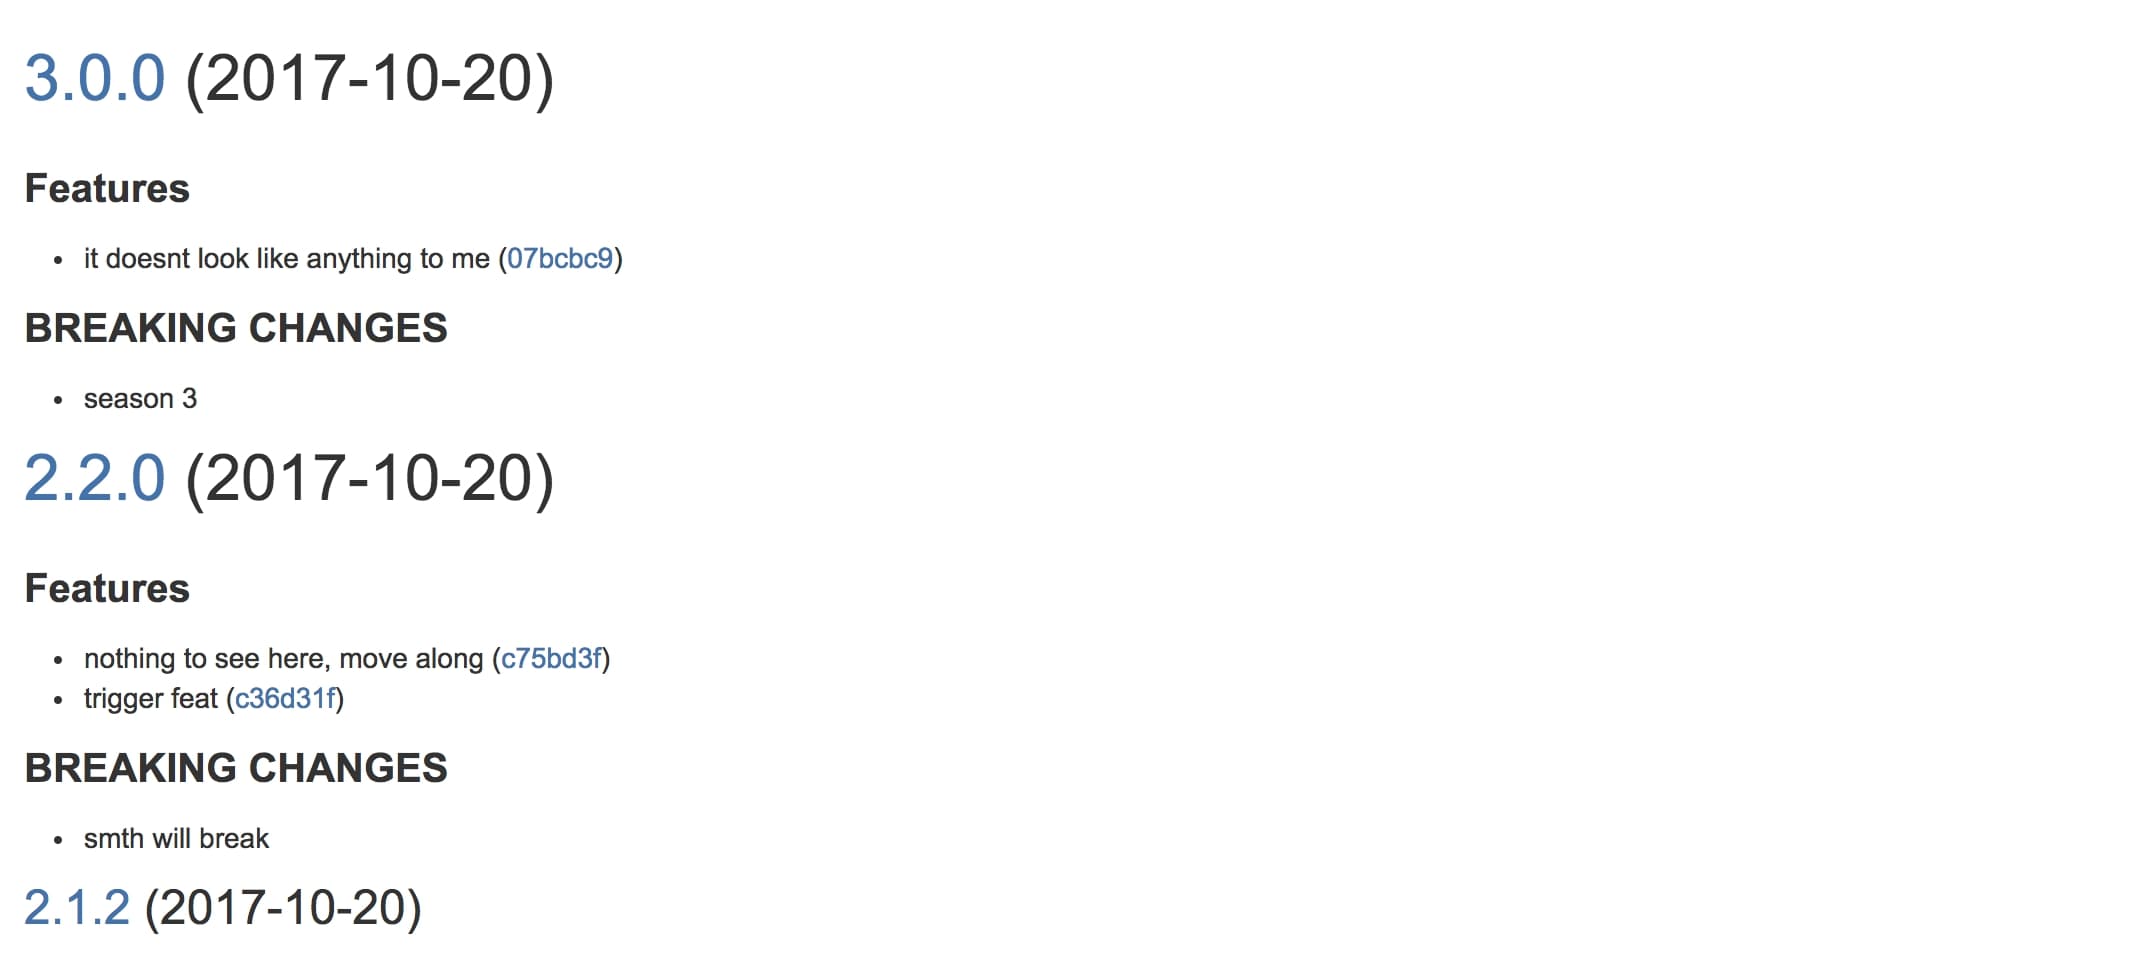 3.0.0 (2017-10-20)
Features
• it doesnt look like anything to me (07bcbc9)
BREAKING CHANGES
• season 3
2.2.0 (2017-10-20)
Features
• nothing to see here, move along (c75bd3f)
• trigger feat (c36d31f)
BREAKING CHANGES
• smth will break
2.1.2 (2017-10-20)